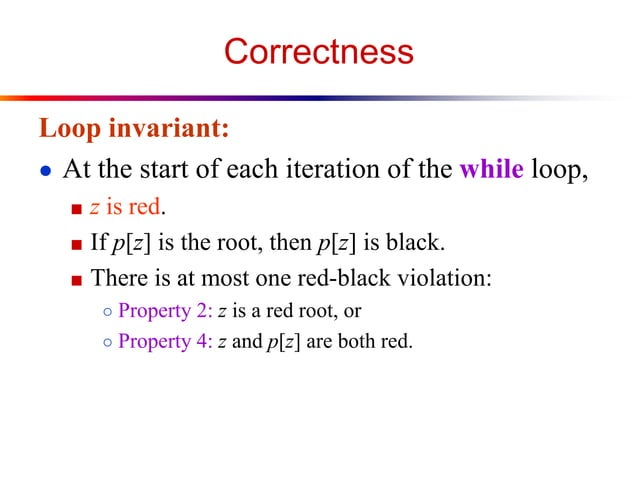 Correctness
Loop invariant:
● At the start of each iteration of the while loop,
■ z is red.
■ If p[z] is the root, then p[z] is black.
■ There is at most one red-black violation:
○ Property 2: z is a red root, or
○ Property 4: z and p[z] are both red.